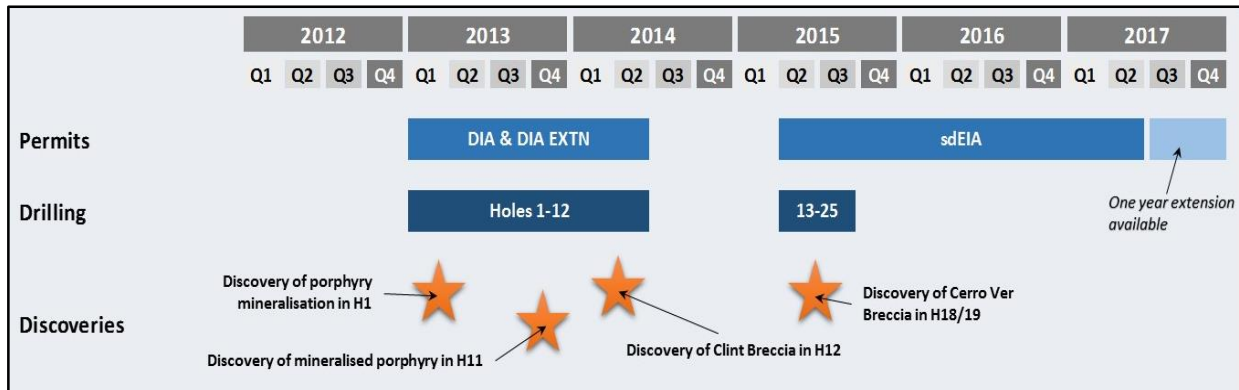 2012 2013 2014 2015 2016 2017
Q1 Q2 Q3 Q4 Q1 Q2 Q3 Q4 Q1 Q2 Q3 Q4 Q1 Q2 Q3 Q4 Q1 Q2 Q3 Q4 Q1 Q2 Q3 Q4
Permits
DIA & DIA EXTN
sdEIA
One year extension
available
Drilling
Holes 1-12
13-25
Discoveries
Discovery of porphyry
mineralisation in H1
Discovery of mineralised porphyry in H11
Discovery of Clint Breccia in H12
Discovery of Cerro Ver
Breccia in H18/19